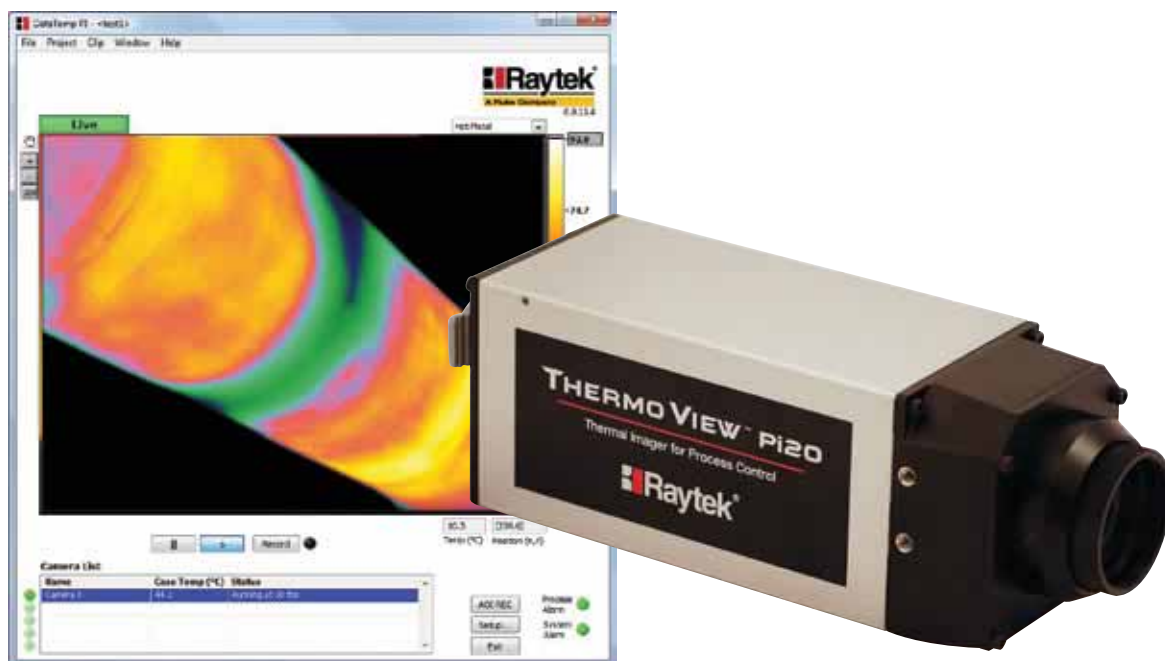 DataTemp PI - <test1>
File Project Clip Window Help
Raytek®
A Fluke Company
Live
Hot Metal
Record
Temp (°C) Position (X,Y)
Camera List
Name Case Temp (°C) Status
Camera 1
ACK REC
Process
Alarm
Setup...
System
Alarm
Exit
THERMOVIEW™ Pi20
Thermal Imager for Process Control
Raytek®